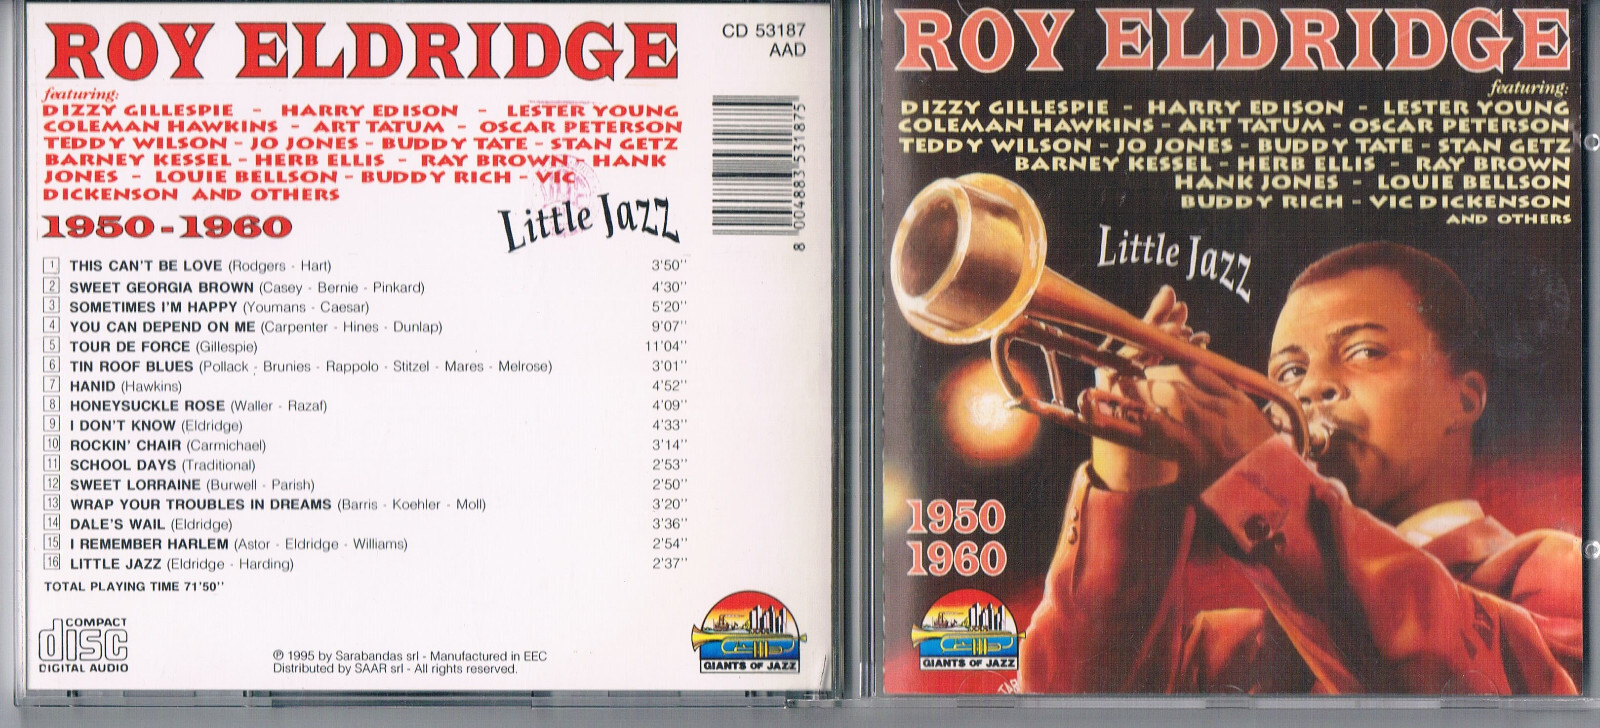 ROY ELDRIDGE
CD 53187
AAD
featuring:
DIZZY GILLESPIE - HARRY EDISON - LESTER YOUNG
COLEMAN HAWKINS - ART TATUM - OSCAR PETERSON
TEDDY WILSON - JO JONES - BUDDY TATE - STAN GETZ
BARNEY KESSEL - HERB ELLIS - RAY BROWN - HANK
JONES - LOUIE BELLSON - BUDDY RICH - VIC
DICKENSON AND OTHERS
1950-1960
Little Jazz
8 004883 531875
1 THIS CAN'T BE LOVE (Rodgers - Hart) 3'50"
2 SWEET GEORGIA BROWN (Casey - Bernie - Pinkard) 4'30"
3 SOMETIMES I'M HAPPY (Youmans - Caesar) 5'20"
4 YOU CAN DEPEND ON ME (Carpenter - Hines - Dunlap) 9'07"
5 TOUR DE FORCE (Gillespie) 11'04"
6 TIN ROOF BLUES (Pollack - Brunies - Rappolo - Stitzel - Mares - Melrose) 3'01"
7 HANID (Hawkins) 4'52"
8 HONEYSUCKLE ROSE (Waller - Razaf) 4'09"
9 I DON'T KNOW (Eldridge) 4'33"
10 ROCKIN' CHAIR (Carmichael) 3'14"
11 SCHOOL DAYS (Traditional) 2'53"
12 SWEET LORRAINE (Burwell - Parish) 2'50"
13 WRAP YOUR TROUBLES IN DREAMS (Barris - Koehler - Moll) 3'20"
14 DALE'S WAIL (Eldridge) 3'36"
15 I REMEMBER HARLEM (Astor - Eldridge - Williams) 2'54"
16 LITTLE JAZZ (Eldridge - Harding) 2'37"
TOTAL PLAYING TIME 71'50"
COMPACT
disc
DIGITAL AUDIO
℗ 1995 by Sarabandas srl - Manufactured in EEC
Distributed by SAAR srl - All rights reserved.
GIANTS OF JAZZ
ROY ELDRIDGE
featuring:
DIZZY GILLESPIE - HARRY EDISON - LESTER YOUNG
COLEMAN HAWKINS - ART TATUM - OSCAR PETERSON
TEDDY WILSON - JO JONES - BUDDY TATE - STAN GETZ
BARNEY KESSEL - HERB ELLIS - RAY BROWN
HANK JONES - LOUIE BELLSON
BUDDY RICH - VIC DICKENSON
AND OTHERS
Little Jazz
1950
1960
GIANTS OF JAZZ